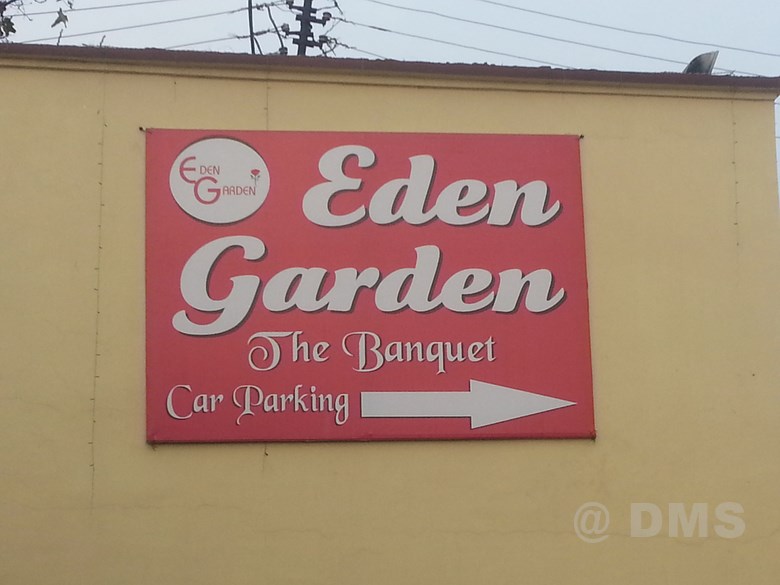 EDEN
GARDEN
Eden
Garden
The Banquet
Car Parking
@ DMS